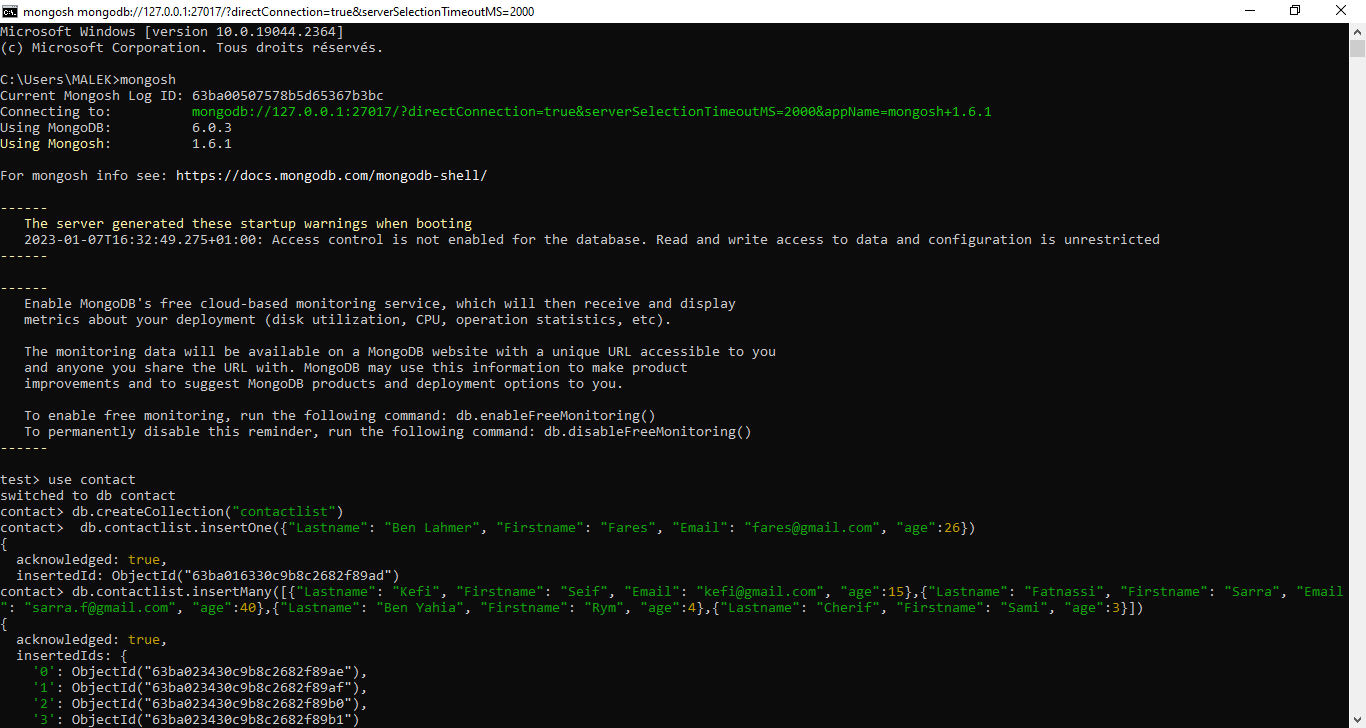 mongosh mongodb://127.0.0.1:27017/?directConnection=true&serverSelectionTimeoutMS=2000
Microsoft Windows [version 10.0.19044.2364]
(c) Microsoft Corporation. Tous droits réservés.
C:\Users\MALEK>mongosh
Current Mongosh Log ID: 63ba00507578b5d65367b3bc
Connecting to:          mongodb://127.0.0.1:27017/?directConnection=true&serverSelectionTimeoutMS=2000&appName=mongosh+1.6.1
Using MongoDB:          6.0.3
Using Mongosh:          1.6.1
For mongosh info see: https://docs.mongodb.com/mongodb-shell/
------
   The server generated these startup warnings when booting
   2023-01-07T16:32:49.275+01:00: Access control is not enabled for the database. Read and write access to data and configuration is unrestricted
------
------
   Enable MongoDB's free cloud-based monitoring service, which will then receive and display
   metrics about your deployment (disk utilization, CPU, operation statistics, etc).
   The monitoring data will be available on a MongoDB website with a unique URL accessible to you
   and anyone you share the URL with. MongoDB may use this information to make product
   improvements and to suggest MongoDB products and deployment options to you.
   To enable free monitoring, run the following command: db.enableFreeMonitoring()
   To permanently disable this reminder, run the following command: db.disableFreeMonitoring()
------
test> use contact
switched to db contact
contact> db.createCollection("contactlist")
contact>  db.contactlist.insertOne({"Lastname": "Ben Lahmer", "Firstname": "Fares", "Email": "fares@gmail.com", "age":26})
{
  acknowledged: true,
  insertedId: ObjectId("63ba016330c9b8c2682f89ad")
contact> db.contactlist.insertMany([{"Lastname": "Kefi", "Firstname": "Seif", "Email": "kefi@gmail.com", "age":15},{"Lastname": "Fatnassi", "Firstname": "Sarra", "Email
": "sarra.f@gmail.com", "age":40},{"Lastname": "Ben Yahia", "Firstname": "Rym", "age":4},{"Lastname": "Cherif", "Firstname": "Sami", "age":3}])
{
  acknowledged: true,
  insertedIds: {
    '0': ObjectId("63ba023430c9b8c2682f89ae"),
    '1': ObjectId("63ba023430c9b8c2682f89af"),
    '2': ObjectId("63ba023430c9b8c2682f89b0"),
    '3': ObjectId("63ba023430c9b8c2682f89b1")